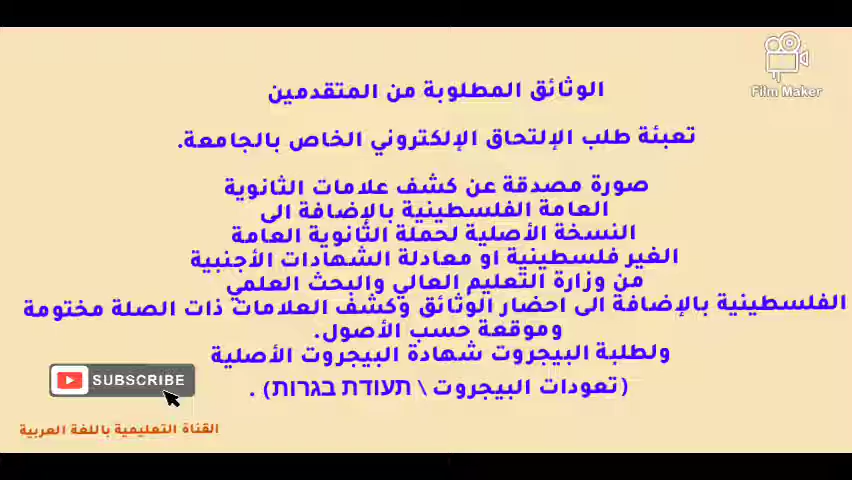 Film Maker
الوثائق المطلوبة من المتقدمين
تعبئة طلب الإلتحاق الإلكتروني الخاص بالجامعة.
صورة مصدقة عن كشف علامات الثانوية
العامة الفلسطينية بالإضافة الى
النسخة الأصلية لحملة الثانوية العامة
الغير فلسطينية او معادلة الشهادات الأجنبية
من وزارة التعليم العالي والبحث العلمي
الفلسطينية بالإضافة الى احضار الوثائق وكشف العلامات ذات الصلة مختومة
وموقعة حسب الأصول.
ولطلبة البيجروت شهادة البيجروت الأصلية
(تعودات البيجروت \ תעודת בגרות) .
SUBSCRIBE
القناة التعليمية باللغة العربية